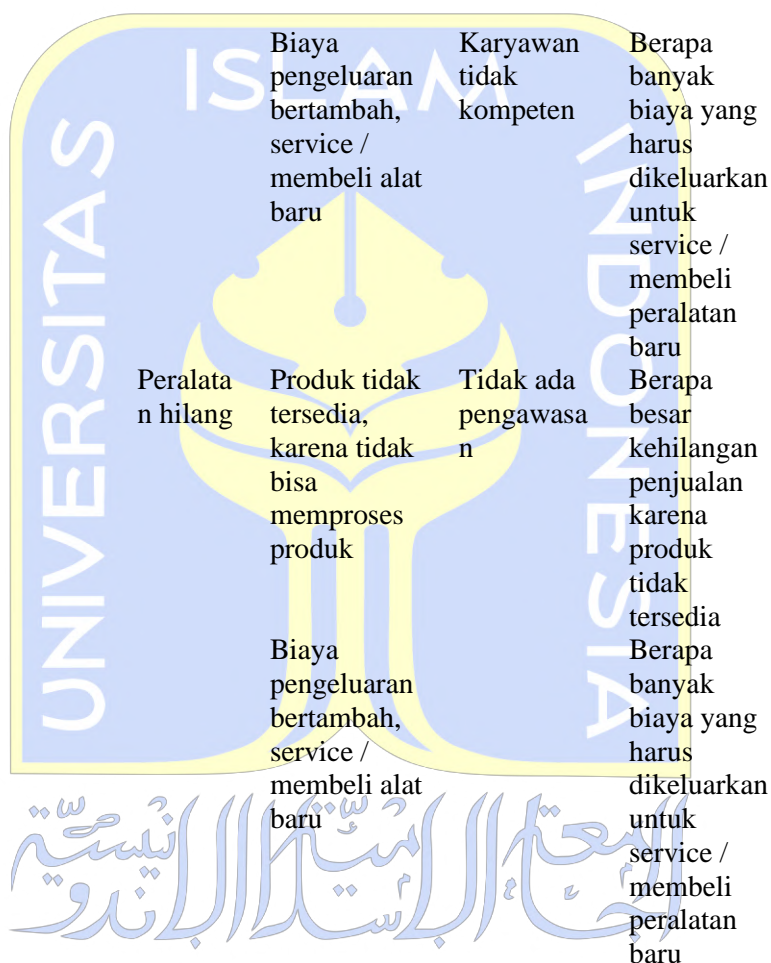 Biaya
pengeluaran
bertambah,
service /
membeli alat
baru
Karyawan
tidak
kompeten
Berapa
banyak
biaya yang
harus
dikeluarkan
untuk
service /
membeli
peralatan
baru
Peralata
n hilang
Produk tidak
tersedia,
karena tidak
bisa
memproses
produk
Tidak ada
pengawasa
n
Berapa
besar
kehilangan
penjualan
karena
produk
tidak
tersedia
Biaya
pengeluaran
bertambah,
service /
membeli alat
baru
Berapa
banyak
biaya yang
harus
dikeluarkan
untuk
service /
membeli
peralatan
baru
UNIVERSITAS
ISLAM
INDONESIA